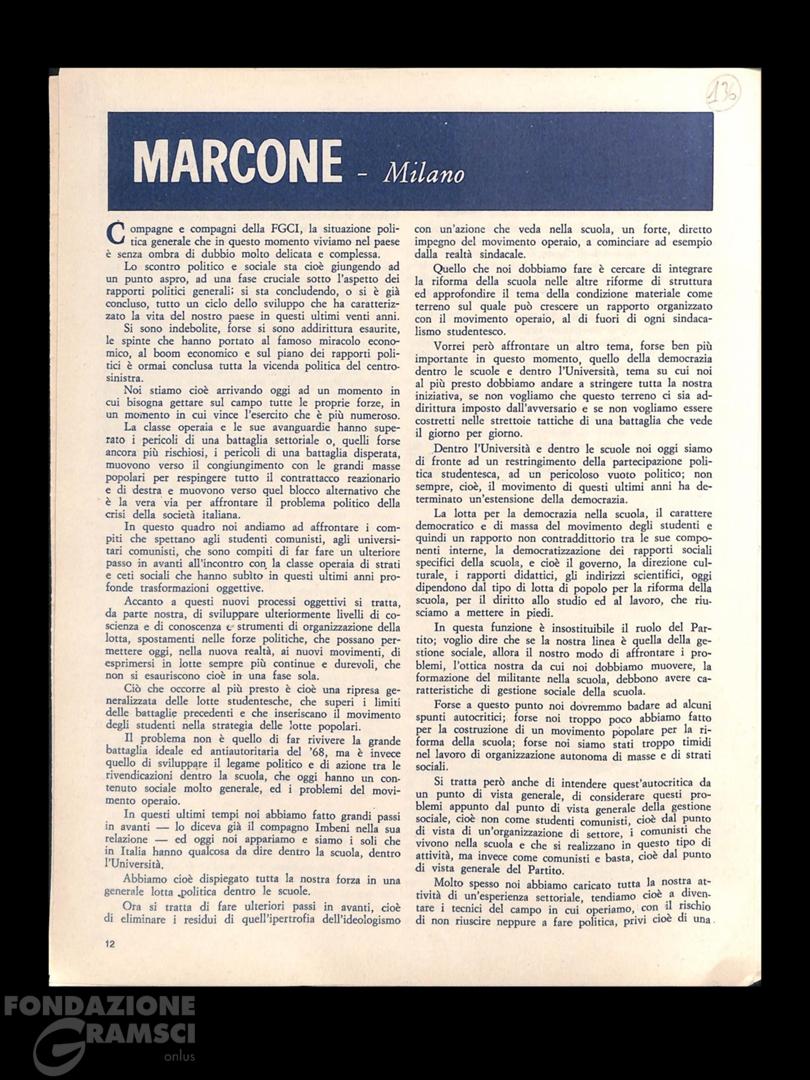 136
MARCONE - Milano
Compagne e compagni della FGCI, la situazione poli-
tica generale che in questo momento viviamo nel paese
è senza ombra di dubbio molto delicata e complessa.
Lo scontro politico e sociale sta cioè giungendo ad
un punto aspro, ad una fase cruciale sotto l'aspetto dei
rapporti politici generali; si sta concludendo, o si è già
concluso, tutto un ciclo dello sviluppo che ha caratteriz-
zato la vita del nostro paese in questi ultimi venti anni.
Si sono indebolite, forse si sono addirittura esaurite,
le spinte che hanno portato al famoso miracolo econo-
mico, al boom economico e sul piano dei rapporti poli-
tici è ormai conclusa tutta la vicenda politica del centro-
sinistra.
Noi stiamo cioè arrivando oggi ad un momento in
cui bisogna gettare sul campo tutte le proprie forze, in
un momento in cui vince l'esercito che è più numeroso.
La classe operaia e le sue avanguardie hanno supe-
rato i pericoli di una battaglia settoriale o, quelli forse
ancora più rischiosi, i pericoli di una battaglia disperata,
muovono verso il congiungimento con le grandi masse
popolari per respingere tutto il contrattacco reazionario
e di destra e muovono verso quel blocco alternativo che
è la vera via per affrontare il problema politico della
crisi della società italiana.
In questo quadro noi andiamo ad affrontare i com-
piti che spettano agli studenti comunisti, agli universi-
tari comunisti, che sono compiti di far fare un ulteriore
passo in avanti all'incontro con la classe operaia di strati
e ceti sociali che hanno subìto in questi ultimi anni pro-
fonde trasformazioni oggettive.
Accanto a questi nuovi processi oggettivi si tratta,
da parte nostra, di sviluppare ulteriormente livelli di co-
scienza e di conoscenza e strumenti di organizzazione della
lotta, spostamenti nelle forze politiche, che possano per-
mettere oggi, nella nuova realtà, ai nuovi movimenti, di
esprimersi in lotte sempre più continue e durevoli, che
non si esauriscono cioè in una fase sola.
Ciò che occorre al più presto è cioè una ripresa ge-
neralizzata delle lotte studentesche, che superi i limiti
delle battaglie precedenti e che inseriscano il movimento
degli studenti nella strategia delle lotte popolari.
Il problema non è quello di far rivivere la grande
battaglia ideale ed antiautoritaria del '68, ma è invece
quello di sviluppare il legame politico e di azione tra le
rivendicazioni dentro la scuola, che oggi hanno un con-
tenuto sociale molto generale, ed i problemi del movi-
mento operaio.
In questi ultimi tempi noi abbiamo fatto grandi passi
in avanti — lo diceva già il compagno Imbeni nella sua
relazione — ed oggi noi appariamo e siamo i soli che
in Italia hanno qualcosa da dire dentro la scuola, dentro
l'Università.
Abbiamo cioè dispiegato tutta la nostra forza in una
generale lotta politica dentro le scuole.
Ora si tratta di fare ulteriori passi in avanti, cioè
di eliminare i residui di quell'ipertrofia dell'ideologismo
con un'azione che veda nella scuola, un forte, diretto
impegno del movimento operaio, a cominciare ad esempio
dalla realtà sindacale.
Quello che noi dobbiamo fare è cercare di integrare
la riforma della scuola nelle altre riforme di struttura
ed approfondire il tema della condizione materiale come
terreno sul quale può crescere un rapporto organizzato
con il movimento operaio, al di fuori di ogni sindaca-
lismo studentesco.
Vorrei però affrontare un altro tema, forse ben più
importante in questo momento, quello della democrazia
dentro le scuole e dentro l'Università, tema su cui noi
al più presto dobbiamo andare a stringere tutta la nostra
iniziativa, se non vogliamo che questo terreno ci sia ad-
dirittura imposto dall'avversario e se non vogliamo essere
costretti nelle strettoie tattiche di una battaglia che vede
il giorno per giorno.
Dentro l'Università e dentro le scuole noi oggi siamo
di fronte ad un restringimento della partecipazione poli-
tica studentesca, ad un pericoloso vuoto politico; non
sempre, cioè, il movimento di questi ultimi anni ha de-
terminato un'estensione della democrazia.
La lotta per la democrazia nella scuola, il carattere
democratico e di massa del movimento degli studenti e
quindi un rapporto non contraddittorio tra le sue compo-
nenti interne, la democratizzazione dei rapporti sociali
specifici della scuola, e cioè il governo, la direzione cul-
turale, i rapporti didattici, gli indirizzi scientifici, oggi
dipendono dal tipo di lotta di popolo per la riforma della
scuola, per il diritto allo studio ed al lavoro, che riu-
sciamo a mettere in piedi.
In questa funzione è insostituibile il ruolo del Par-
tito; voglio dire che se la nostra linea è quella della ge-
stione sociale, allora il nostro modo di affrontare i pro-
blemi, l'ottica nostra da cui noi dobbiamo muovere, la
formazione del militante nella scuola, debbono avere ca-
ratteristiche di gestione sociale della scuola.
Forse a questo punto noi dovremmo badare ad alcuni
spunti autocritici; forse noi troppo poco abbiamo fatto
per la costruzione di un movimento popolare per la ri-
forma della scuola; forse noi siamo stati troppo timidi
nel lavoro di organizzazione autonoma di masse e di strati
sociali.
Si tratta però anche di intendere quest'autocritica da
un punto di vista generale, di considerare questi pro-
blemi appunto dal punto di vista generale della gestione
sociale, cioè non come studenti comunisti, cioè dal punto
di vista di un'organizzazione di settore, i comunisti che
vivono nella scuola e che si realizzano in questo tipo di
attività, ma invece come comunisti e basta, cioè dal punto
di vista generale del Partito.
Molto spesso noi abbiamo caricato tutta la nostra at-
tività di un'esperienza settoriale, tendiamo cioè a diven-
tare i tecnici del campo in cui operiamo, con il rischio
di non riuscire neppure a fare politica, privi cioè di una
12
FONDAZIONE
GRAMSCI
onlus